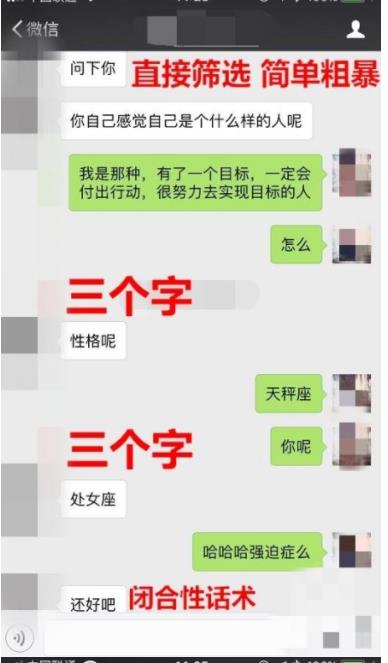 微信
问下你
直接筛选 简单粗暴
你自己感觉自己是个什么样的人呢
我是那种，有了一个目标，一定会
付出行动，很努力去实现目标的人
怎么
三个字
性格呢
天秤座
三个字
你呢
处女座
哈哈哈强迫症么
还好吧
闭合性话术